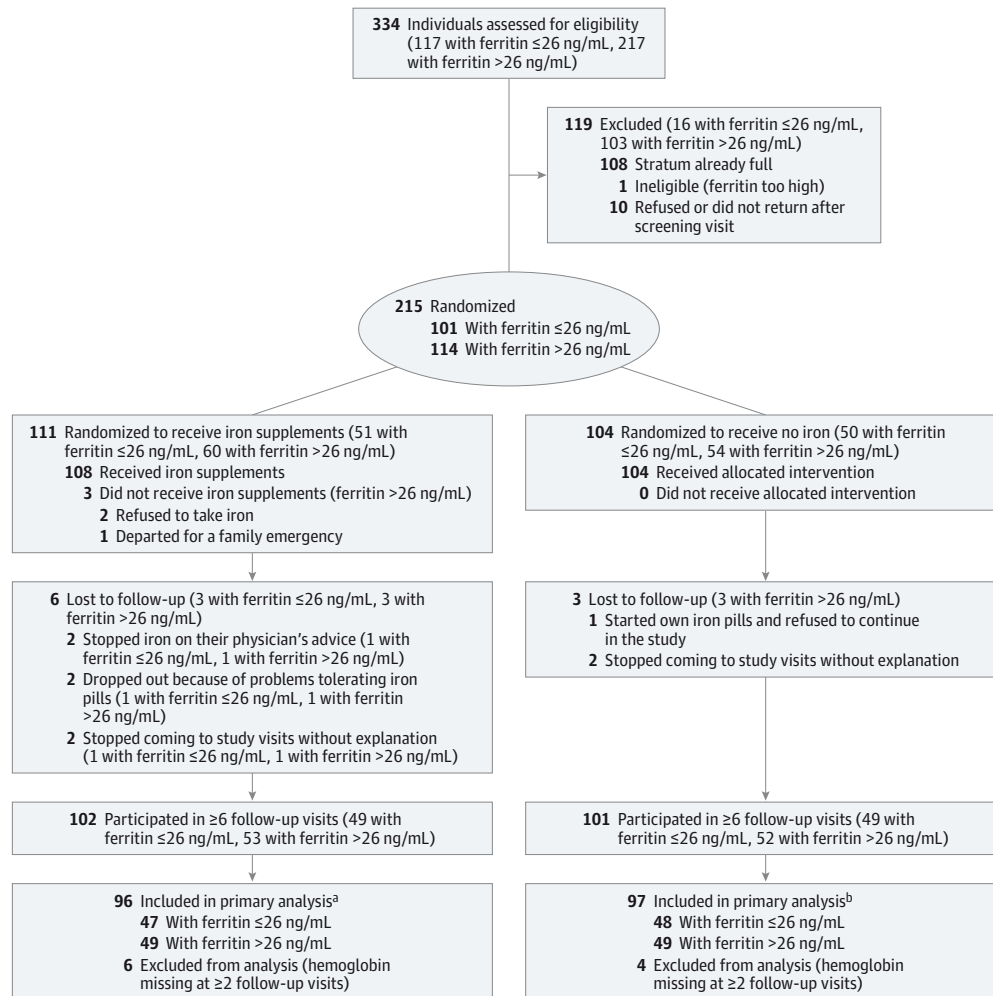 334 Individuals assessed for eligibility
(117 with ferritin ≤26 ng/mL, 217
with ferritin >26 ng/mL)
119 Excluded (16 with ferritin ≤26 ng/mL,
103 with ferritin >26 ng/mL)
108 Stratum already full
1 Ineligible (ferritin too high)
10 Refused or did not return after
screening visit
215 Randomized
101 With ferritin ≤26 ng/mL
114 With ferritin >26 ng/mL
111 Randomized to receive iron supplements (51 with
ferritin ≤26 ng/mL, 60 with ferritin >26 ng/mL)
108 Received iron supplements
3 Did not receive iron supplements (ferritin >26 ng/mL)
2 Refused to take iron
1 Departed for a family emergency
104 Randomized to receive no iron (50 with ferritin
≤26 ng/mL, 54 with ferritin >26 ng/mL)
104 Received allocated intervention
0 Did not receive allocated intervention
6 Lost to follow-up (3 with ferritin ≤26 ng/mL, 3 with
ferritin >26 ng/mL)
2 Stopped iron on their physician's advice (1 with
ferritin ≤26 ng/mL, 1 with ferritin >26 ng/mL)
2 Dropped out because of problems tolerating iron
pills (1 with ferritin ≤26 ng/mL, 1 with ferritin
>26 ng/mL)
2 Stopped coming to study visits without explanation
(1 with ferritin ≤26 ng/mL, 1 with ferritin >26 ng/mL)
3 Lost to follow-up (3 with ferritin >26 ng/mL)
1 Started own iron pills and refused to continue
in the study
2 Stopped coming to study visits without explanation
102 Participated in ≥6 follow-up visits (49 with
ferritin ≤26 ng/mL, 53 with ferritin >26 ng/mL)
101 Participated in ≥6 follow-up visits (49 with
ferritin ≤26 ng/mL, 52 with ferritin >26 ng/mL)
96 Included in primary analysisᵃ
47 With ferritin ≤26 ng/mL
49 With ferritin >26 ng/mL
6 Excluded from analysis (hemoglobin
missing at ≥2 follow-up visits)
97 Included in primary analysisᵇ
48 With ferritin ≤26 ng/mL
49 With ferritin >26 ng/mL
4 Excluded from analysis (hemoglobin
missing at ≥2 follow-up visits)